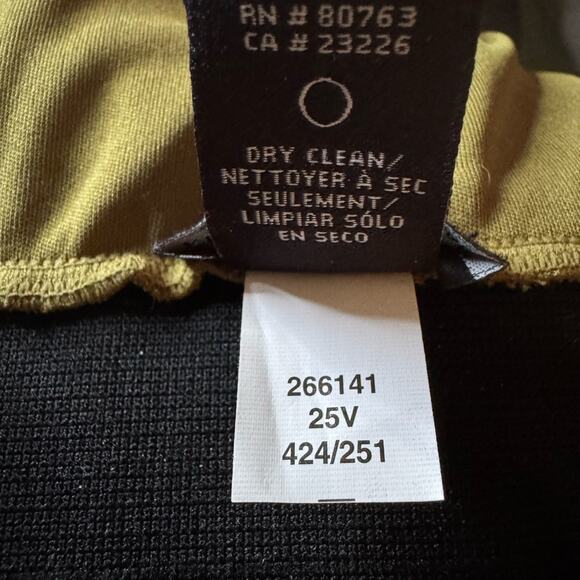 RN # 80763
CA # 23226
DRY CLEAN/
NETTOYER À SEC
SEULEMENT/
LIMPIAR SÓLO
EN SECO
266141
25V
424/251